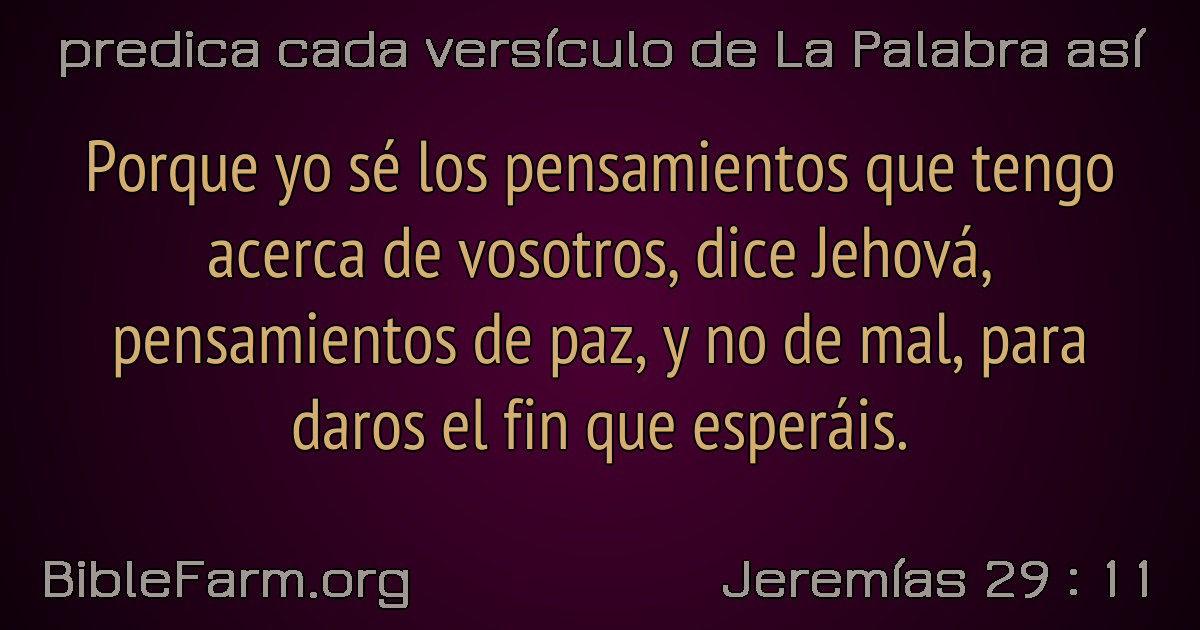 predica cada versículo de La Palabra así
Porque yo sé los pensamientos que tengo
acerca de vosotros, dice Jehová,
pensamientos de paz, y no de mal, para
daros el fin que esperáis.
BibleFarm.org
Jeremías 29 : 11